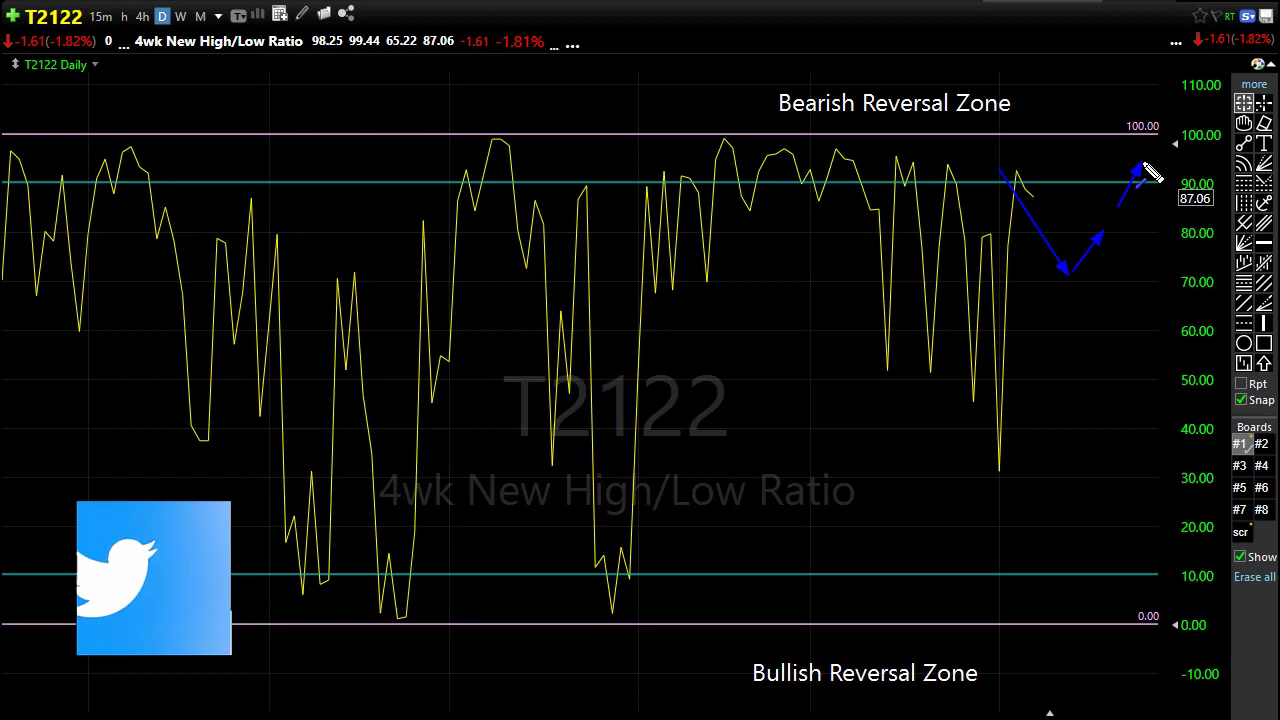 T2122 15m h 4h D W M T RT S
-1.61(-1.82%) 0 ... 4wk New High/Low Ratio 98.25 99.44 65.22 87.06 -1.61 -1.81% ... ... ... -1.61(-1.82%)
T2122 Daily
more
110.00
Bearish Reversal Zone
100.00
100.00
90.00
87.06
80.00
70.00
60.00
50.00
40.00
30.00
20.00
10.00
0.00
0.00
-10.00
T2122
4wk New High/Low Ratio
Bullish Reversal Zone
T
Rpt
Snap
Boards
#1 #2
#3 #4
#5 #6
#7 #8
scr
Show
Erase all